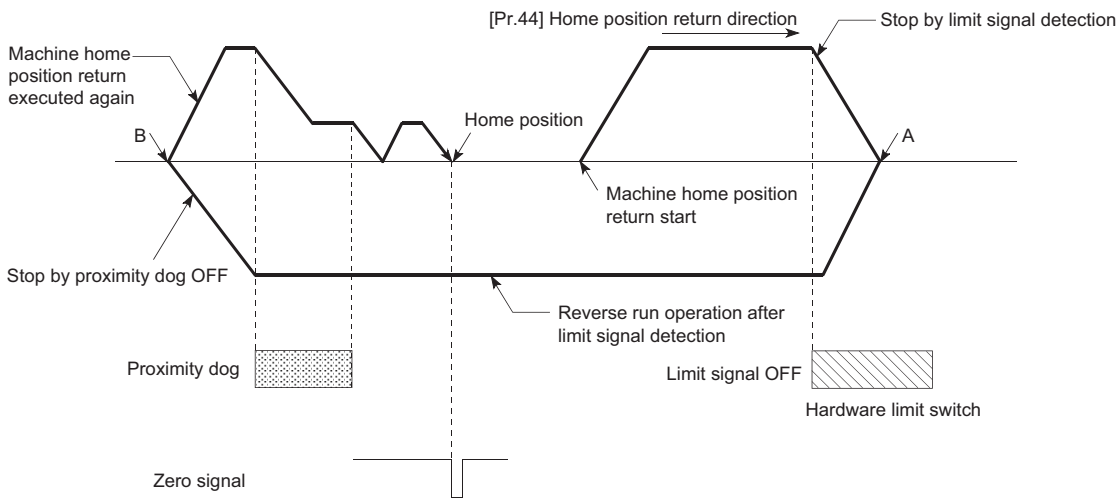 [Pr.44] Home position return direction
Stop by limit signal detection
Machine home
position return
executed again
B
Home position
A
Machine home position
return start
Stop by proximity dog OFF
Reverse run operation after
limit signal detection
Proximity dog
Limit signal OFF
Hardware limit switch
Zero signal